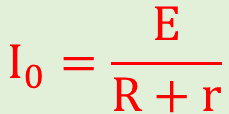 I₀ = E / (R + r)